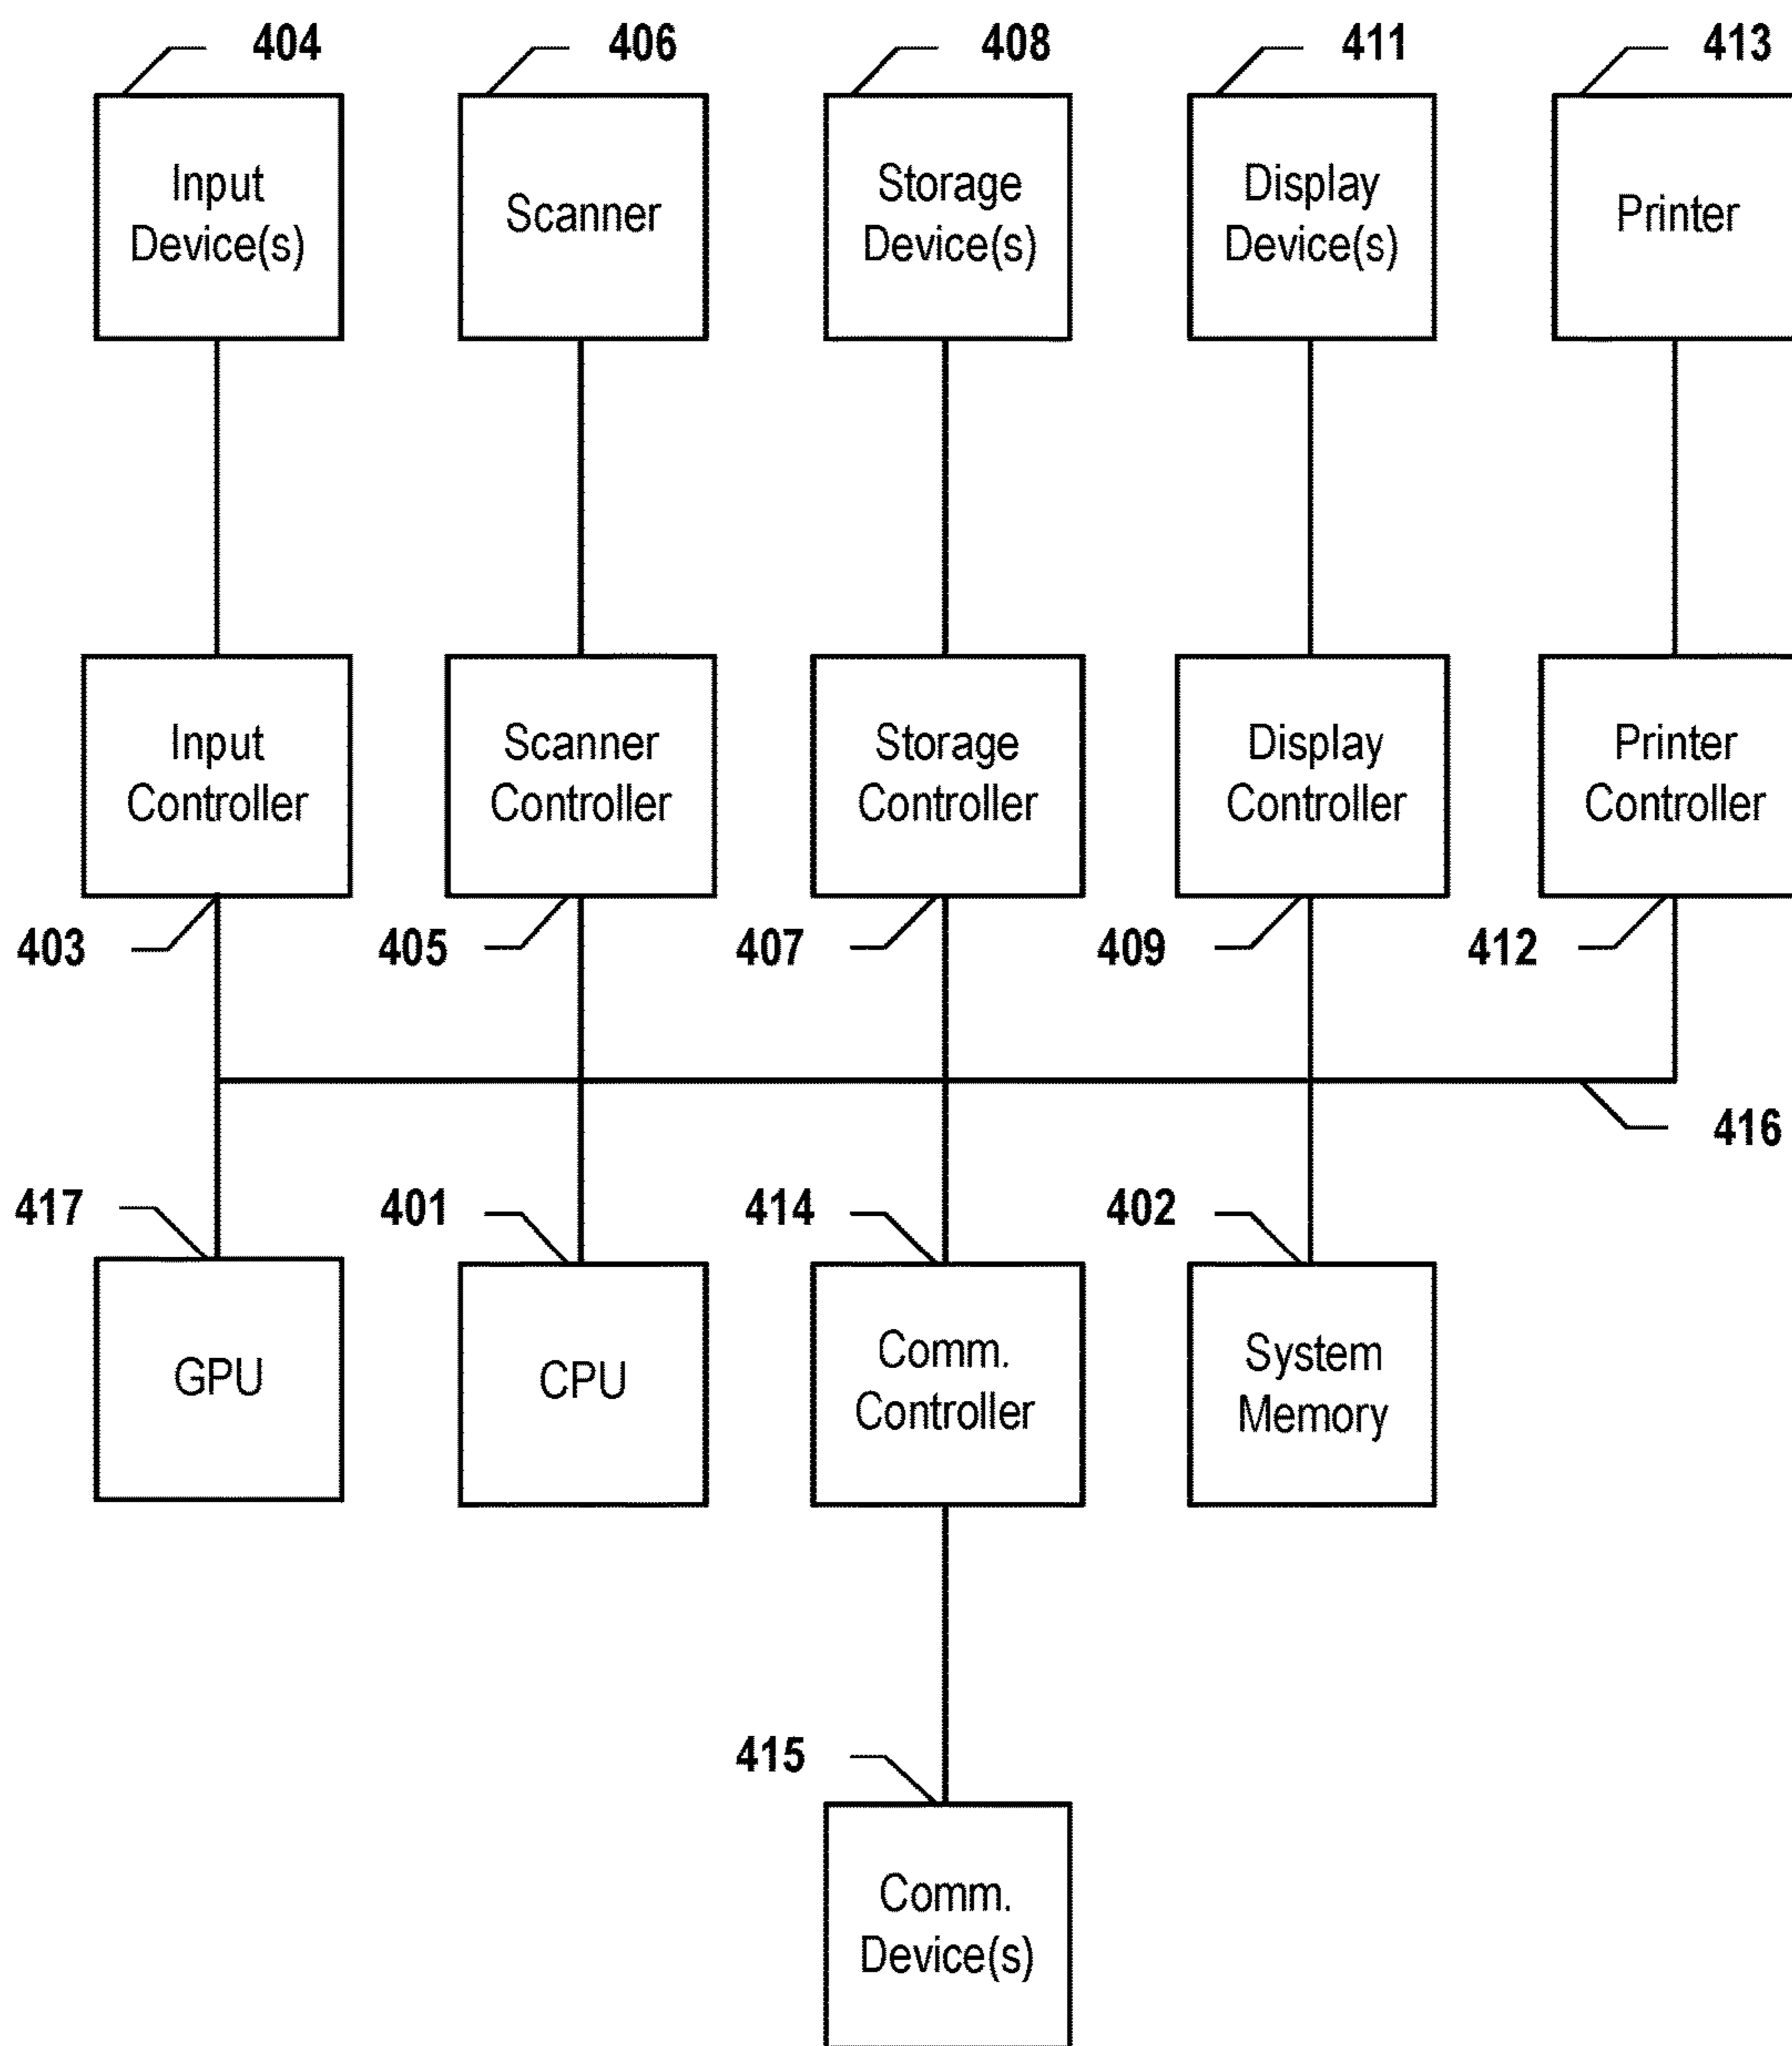 404
406
408
411
413
Input
Device(s)
Scanner
Storage
Device(s)
Display
Device(s)
Printer
Input
Controller
Scanner
Controller
Storage
Controller
Display
Controller
Printer
Controller
403
405
407
409
412
416
417
401
414
402
GPU
CPU
Comm.
Controller
System
Memory
415
Comm.
Device(s)